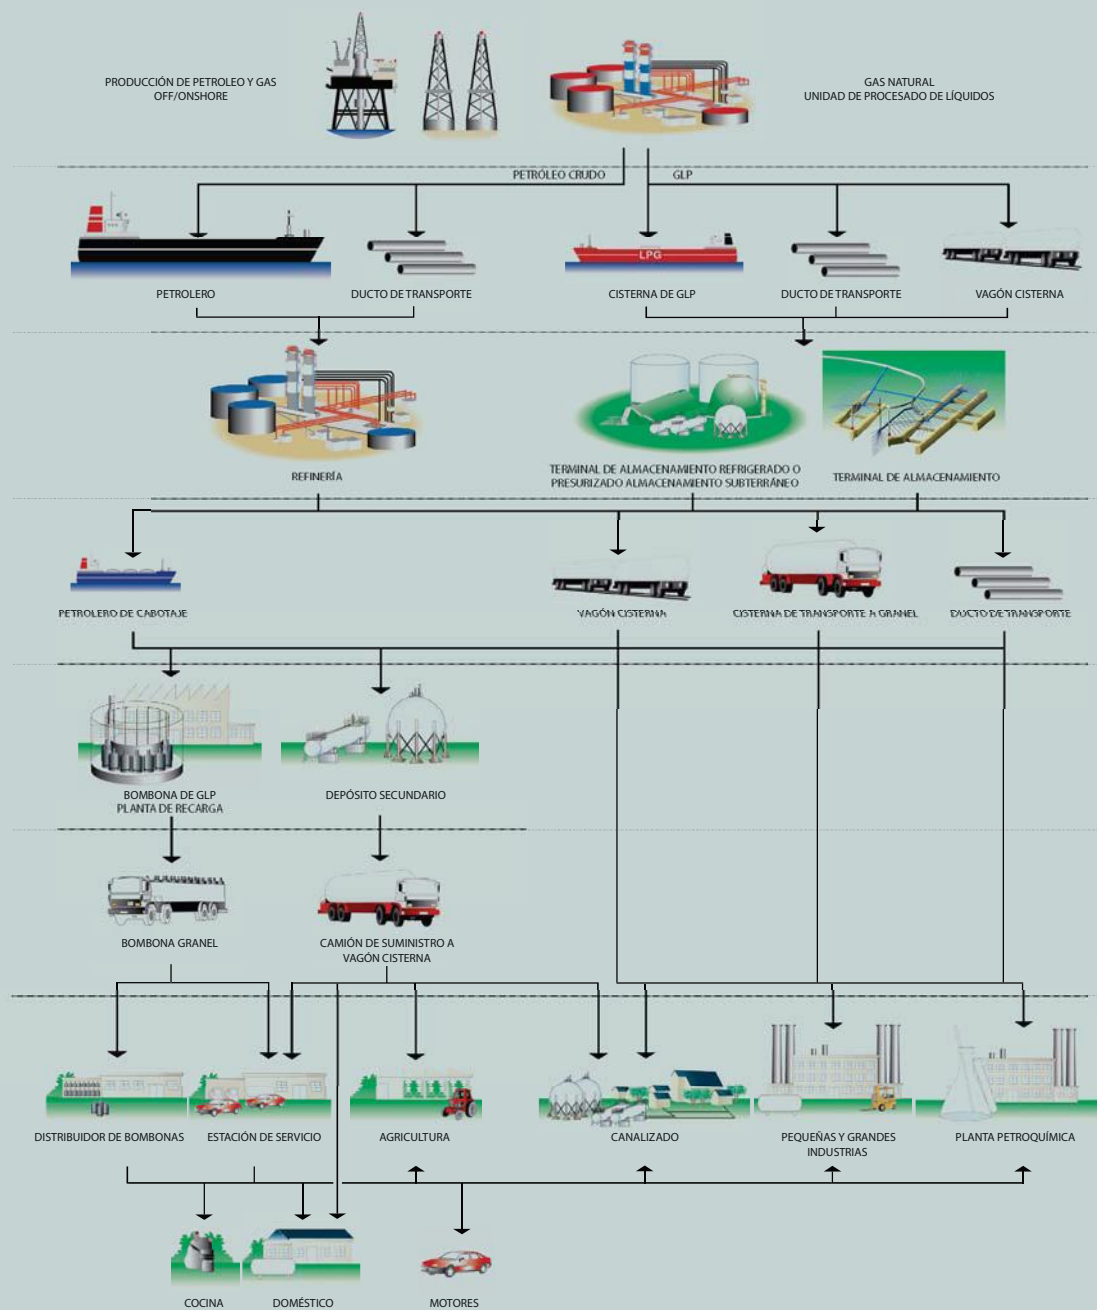 PRODUCCIÓN DE PETROLEO Y GAS
OFF/ONSHORE
GAS NATURAL
UNIDAD DE PROCESADO DE LÍQUIDOS
PETRÓLEO CRUDO
GLP
LPG
PETROLERO
DUCTO DE TRANSPORTE
CISTERNA DE GLP
DUCTO DE TRANSPORTE
VAGÓN CISTERNA
REFINERÍA
TERMINAL DE ALMACENAMIENTO REFRIGERADO O
PRESURIZADO ALMACENAMIENTO SUBTERRÁNEO
TERMINAL DE ALMACENAMIENTO
PETROLERO DE CABOTAJE
VAGÓN CISTERNA
CISTERNA DE TRANSPORTE A GRANEL
DUCTO DE TRANSPORTE
BOMBONA DE GLP
PLANTA DE RECARGA
DEPÓSITO SECUNDARIO
BOMBONA GRANEL
CAMIÓN DE SUMINISTRO A
VAGÓN CISTERNA
DISTRIBUIDOR DE BOMBONAS
ESTACIÓN DE SERVICIO
AGRICULTURA
CANALIZADO
PEQUEÑAS Y GRANDES
INDUSTRIAS
PLANTA PETROQUÍMICA
COCINA
DOMÉSTICO
MOTORES